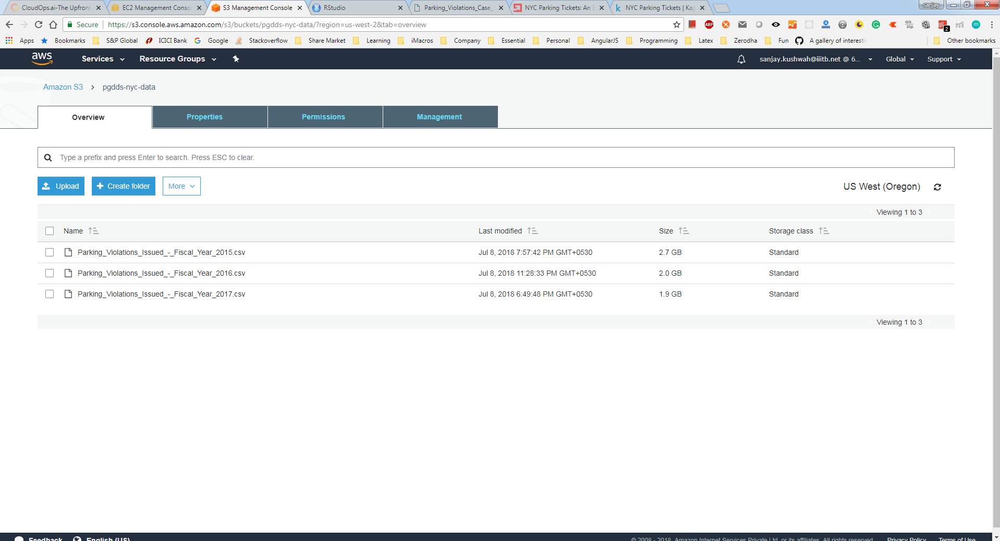 CloudOps.ai-The Upfront EC2 Management Consol S3 Management Console RStudio Parking_Violations_Case_ NYC Parking Tickets: An E NYC Parking Tickets | Kag sanjay
Secure https://s3.console.aws.amazon.com/s3/buckets/pgdds-nyc-data/?region=us-west-2&tab=overview ABP Git Zip 2 m
Apps Bookmarks S&P Global ICICI Bank Google Stackoverflow Share Market Learning iMacros Company Essential Personal AngularJS Programming Latex Zerodha Fun A gallery of interesti Other bookmarks
aws Services Resource Groups sanjay.kushwah@iiitb.net @ 6... Global Support
Amazon S3 > pgdds-nyc-data
Overview Properties Permissions Management
Type a prefix and press Enter to search. Press ESC to clear.
Upload Create folder More US West (Oregon)
Viewing 1 to 3
Name Last modified Size Storage class
Parking_Violations_Issued_-_Fiscal_Year_2015.csv Jul 8, 2018 7:57:42 PM GMT+0530 2.7 GB Standard
Parking_Violations_Issued_-_Fiscal_Year_2016.csv Jul 8, 2018 11:28:33 PM GMT+0530 2.0 GB Standard
Parking_Violations_Issued_-_Fiscal_Year_2017.csv Jul 8, 2018 6:49:48 PM GMT+0530 1.9 GB Standard
Viewing 1 to 3
Feedback English (US) © 2008 - 2018, Amazon Internet Services Private Ltd. or its affiliates. All rights reserved. Privacy Policy Terms of Use